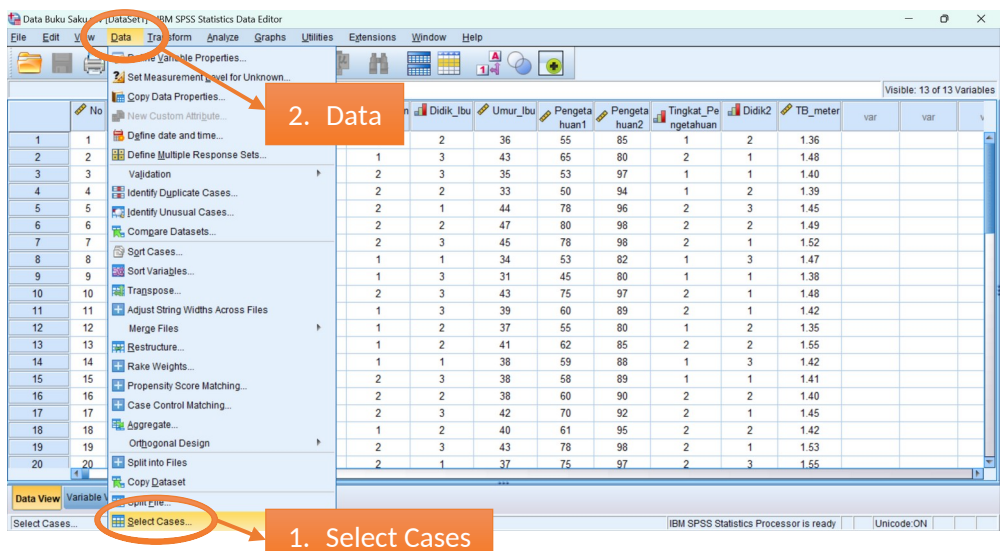 Data Buku Saku
[DataSet1] - IBM SPSS Statistics Data Editor
File Edit View Data Transform Analyze Graphs Utilities Extensions Window Help
Define Variable Properties...
Set Measurement Level for Unknown...
Copy Data Properties...
New Custom Attribute...
Define date and time...
Define Multiple Response Sets...
Validation
Identify Duplicate Cases...
Identify Unusual Cases...
Compare Datasets...
Sort Cases...
Sort Variables...
Transpose...
Adjust String Widths Across Files
Merge Files
Restructure...
Rake Weights...
Propensity Score Matching...
Case Control Matching...
Aggregate...
Orthogonal Design
Split into Files
Copy Dataset
Split File...
Select Cases...
2. Data
1. Select Cases
Visible: 13 of 13 Variables
No Didik_Ibu Umur_Ibu Pengetahuan1 Pengetahuan2 Tingkat_Pengetahuan Didik2 TB_meter var var
1 1 2 36 55 85 1 2 1.36
2 2 1 3 43 65 80 2 1 1.48
3 3 2 3 35 53 97 1 1 1.40
4 4 2 2 33 50 94 1 2 1.39
5 5 2 1 44 78 96 2 3 1.45
6 6 2 2 47 80 98 2 2 1.49
7 7 2 3 45 78 98 2 1 1.52
8 8 1 1 34 53 82 1 3 1.47
9 9 1 3 31 45 80 1 1 1.38
10 10 2 3 43 75 97 2 1 1.48
11 11 1 3 39 60 89 2 1 1.42
12 12 1 2 37 55 80 1 2 1.35
13 13 1 2 41 62 85 2 2 1.55
14 14 1 1 38 59 88 1 3 1.42
15 15 2 3 38 58 89 1 1 1.41
16 16 2 2 38 60 90 2 2 1.40
17 17 2 3 42 70 92 2 1 1.45
18 18 1 2 40 61 95 2 2 1.42
19 19 2 3 43 78 98 2 1 1.53
20 20 2 1 37 75 97 2 3 1.55
Data View Variable
Select Cases... IBM SPSS Statistics Processor is ready Unicode:ON